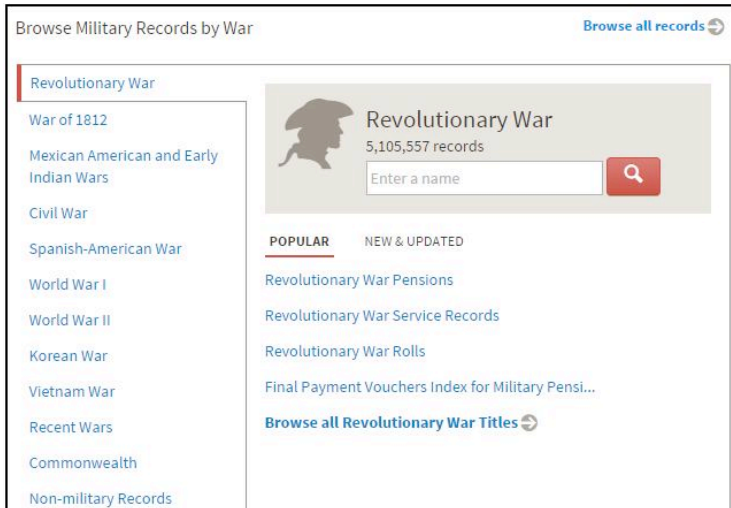 Browse Military Records by War
Browse all records
Revolutionary War
War of 1812
Mexican American and Early
Indian Wars
Civil War
Spanish-American War
World War I
World War II
Korean War
Vietnam War
Recent Wars
Commonwealth
Non-military Records
Revolutionary War
5,105,557 records
Enter a name
POPULAR
NEW & UPDATED
Revolutionary War Pensions
Revolutionary War Service Records
Revolutionary War Rolls
Final Payment Vouchers Index for Military Pensi...
Browse all Revolutionary War Titles